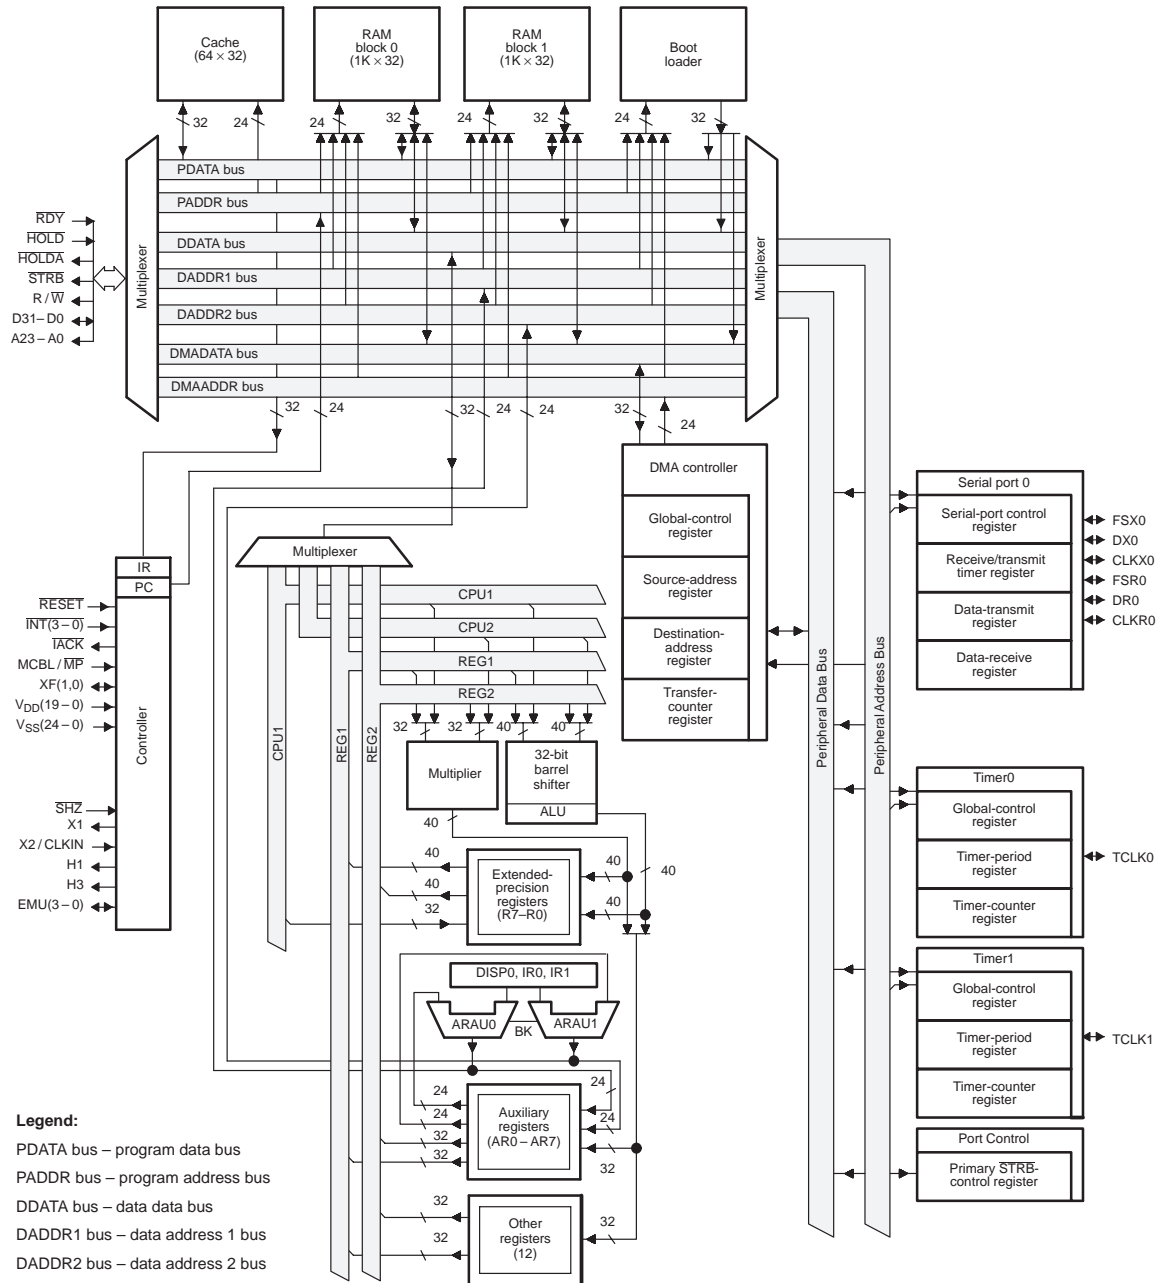 Cache
(64 × 32)
RAM
block 0
(1K × 32)
RAM
block 1
(1K × 32)
Boot
loader
32
24
24
32
24
32
24
32
PDATA bus
PADDR bus
DDATA bus
DADDR1 bus
DADDR2 bus
DMADATA bus
DMAADDR bus
Multiplexer
Multiplexer
RDY
HOLD
HOLDA
STRB
R / W
D31 – D0
A23 – A0
32
24
32
24
24
32
24
DMA controller
Global-control
register
Source-address
register
Destination-
address
register
Transfer-
counter
register
Peripheral Data Bus
Peripheral Address Bus
Serial port 0
Serial-port control
register
Receive/transmit
timer register
Data-transmit
register
Data-receive
register
FSX0
DX0
CLKX0
FSR0
DR0
CLKR0
Multiplexer
IR
PC
Controller
RESET
INT(3 – 0)
IACK
MCBL / MP
XF(1,0)
VDD(19 – 0)
VSS(24 – 0)
SHZ
X1
X2 / CLKIN
H1
H3
EMU(3 – 0)
CPU1
CPU2
REG1
REG2
CPU1
REG1
REG2
32
32
40
40
Multiplier
32-bit
barrel
shifter
ALU
40
40
40
32
Extended-
precision
registers
(R7–R0)
40
40
40
Timer0
Global-control
register
Timer-period
register
Timer-counter
register
TCLK0
DISP0, IR0, IR1
ARAU0
BK
ARAU1
Timer1
Global-control
register
Timer-period
register
Timer-counter
register
TCLK1
24
24
32
32
Auxiliary
registers
(AR0 – AR7)
24
24
32
32
32
Other
registers
(12)
32
Port Control
Primary STRB-
control register
Legend:
PDATA bus – program data bus
PADDR bus – program address bus
DDATA bus – data data bus
DADDR1 bus – data address 1 bus
DADDR2 bus – data address 2 bus